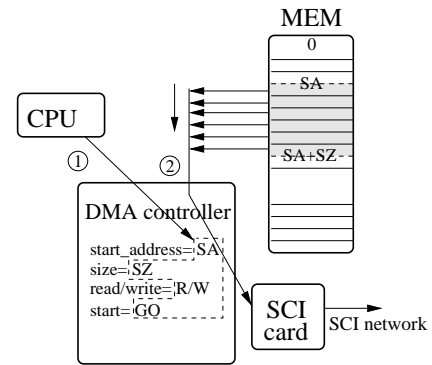 MEM
0
SA
CPU
SA+SZ
1
2
DMA controller
start_address= SA
size= SZ
read/write= R/W
start= GO
SCI
card
SCI network